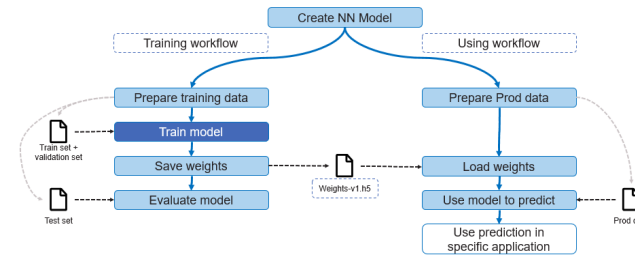 Create NN Model
Training workflow
Using workflow
Prepare training data
Prepare Prod data
Train model
Train set +
validation set
Save weights
Load weights
Weights-v1.h5
Evaluate model
Use model to predict
Test set
Prod
Use prediction in
specific application